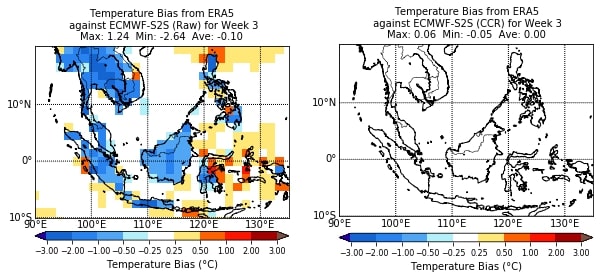 Temperature Bias from ERA5
against ECMWF-S2S (Raw) for Week 3
Max: 1.24 Min: -2.64 Ave: -0.10
10°N
0°
10°S
90°E 100°E 110°E 120°E 130°E
−3.00 −2.00 −1.00 −0.50 −0.25 0.25 0.50 1.00 2.00 3.00
Temperature Bias (°C)
Temperature Bias from ERA5
against ECMWF-S2S (CCR) for Week 3
Max: 0.06 Min: -0.05 Ave: 0.00
10°N
0°
10°S
90°E 100°E 110°E 120°E 130°E
−3.00 −2.00 −1.00 −0.50 −0.25 0.25 0.50 1.00 2.00 3.00
Temperature Bias (°C)